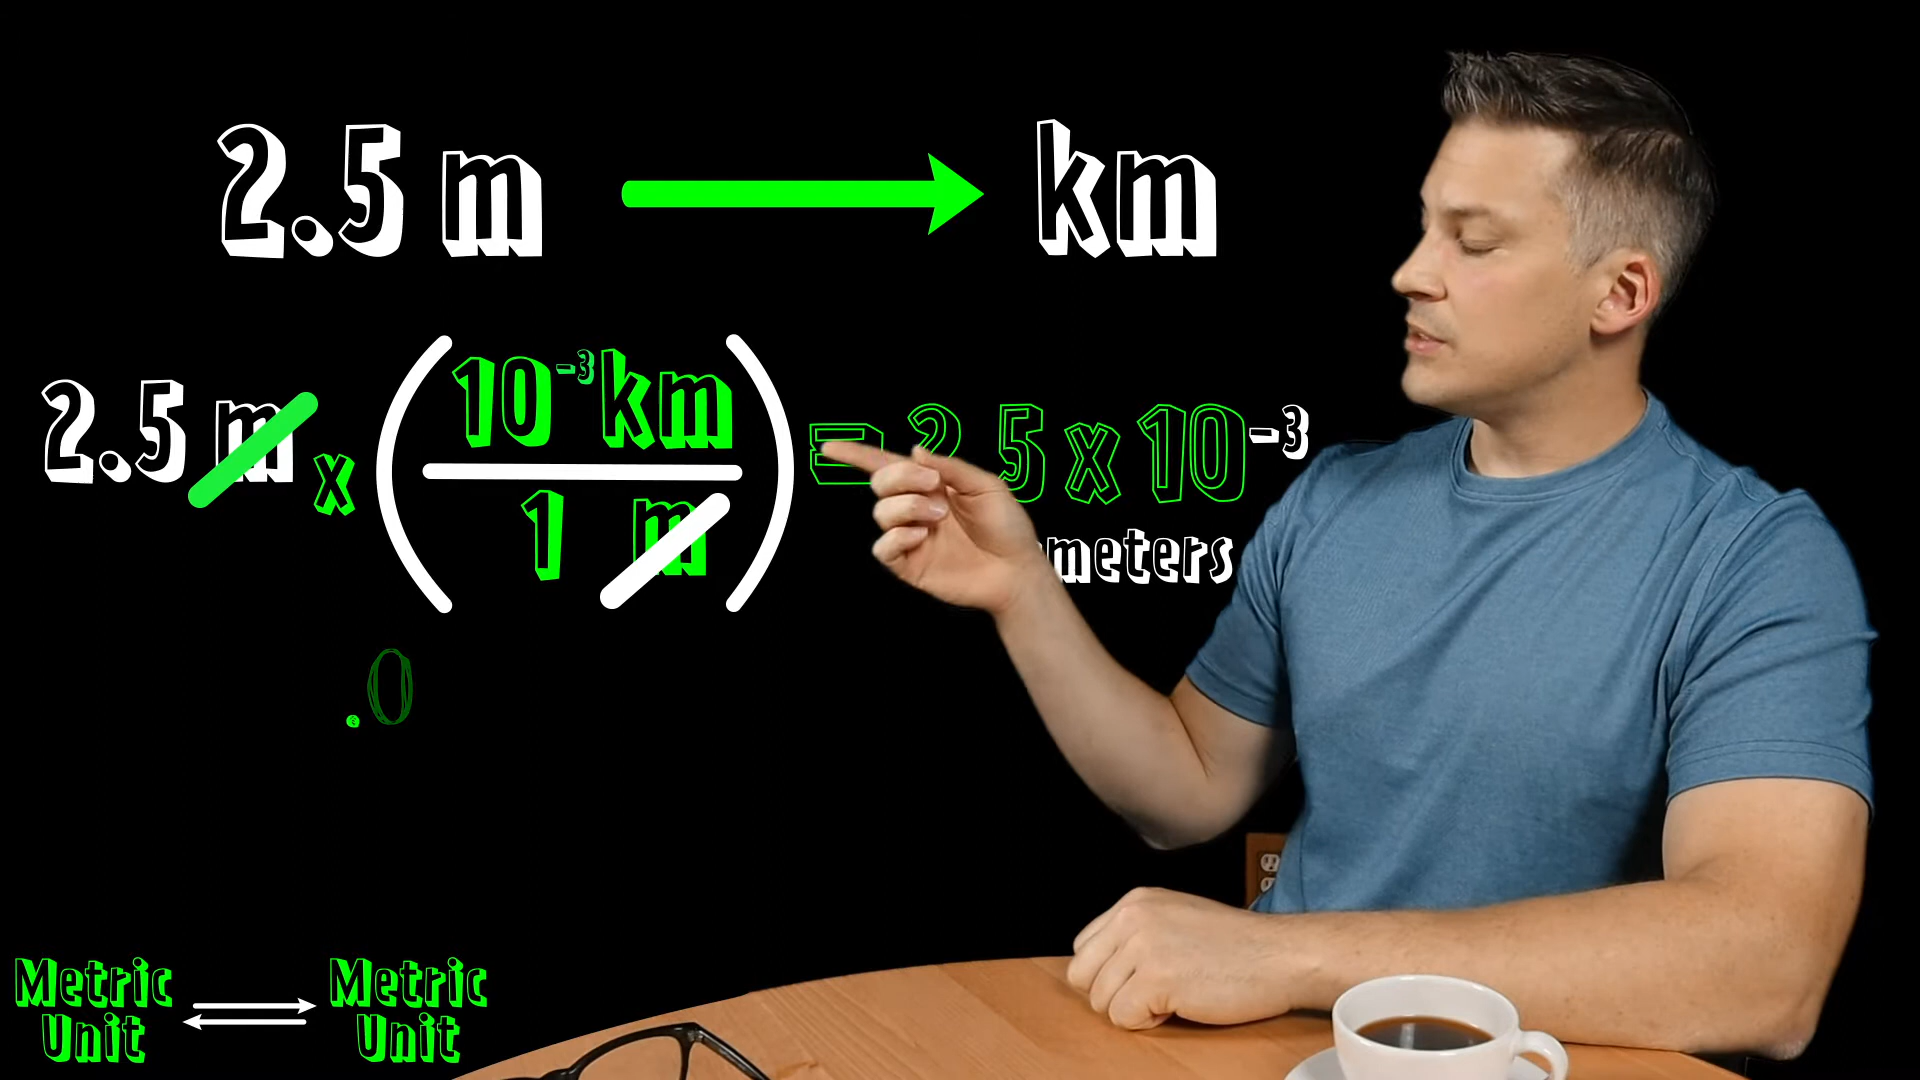 2.5 m km
2.5 m x ( 10⁻³ km / 1 m ) = 2 5 x 10⁻³
meters
.0
Metric Unit
Metric Unit